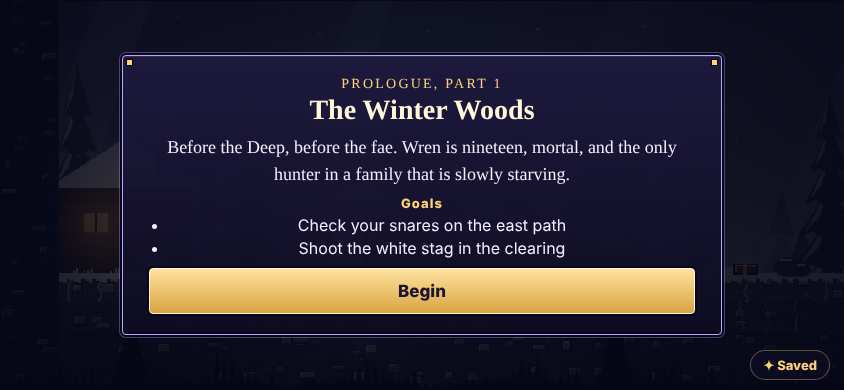 PROLOGUE, PART 1
The Winter Woods
Before the Deep, before the fae. Wren is nineteen, mortal, and the only
hunter in a family that is slowly starving.
Goals
• Check your snares on the east path
• Shoot the white stag in the clearing
Begin
✦ Saved